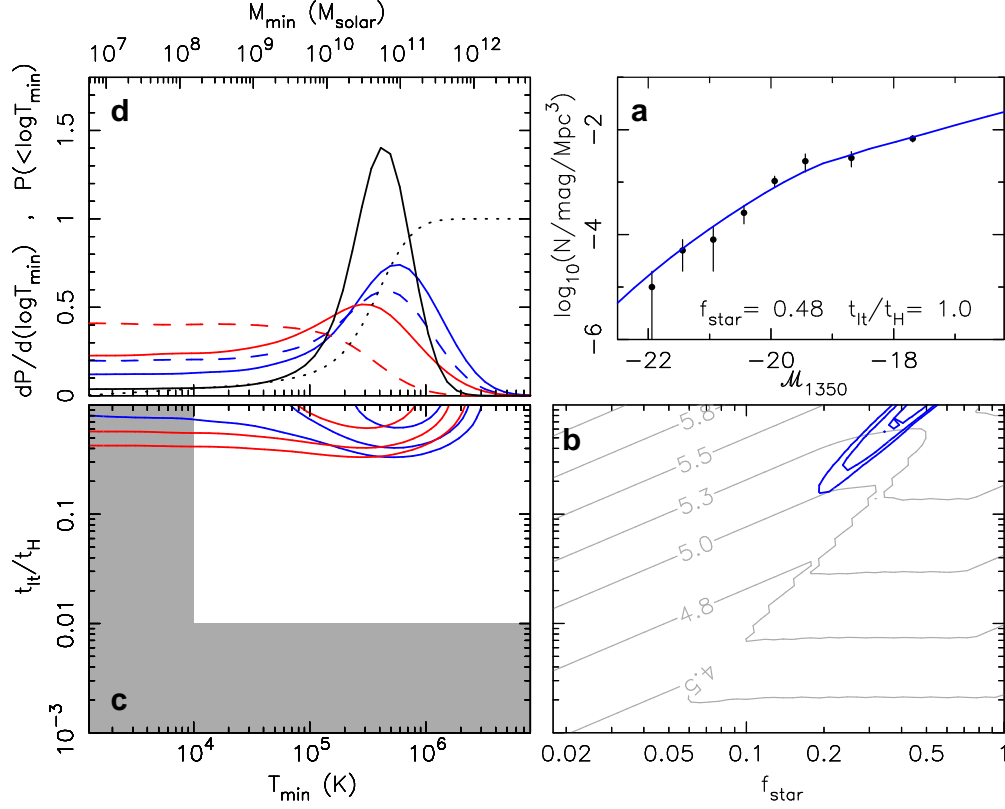 M_min (M_solar)
10^7 10^8 10^9 10^10 10^11 10^12
d
dP/d(logT_min) , P(<logT_min)
1.5
1
0.5
0
a
log_10(N/mag/Mpc^3)
-2
-4
-6
f_star= 0.48 t_lt/t_H= 1.0
-22 -20 -18
M_1350
c
t_lt/t_H
0.1
0.01
10^-3
10^4 10^5 10^6
T_min (K)
b
5.8
5.5
5.3
5.0
4.8
4.5
0.02 0.05 0.1 0.2 0.5 1
f_star